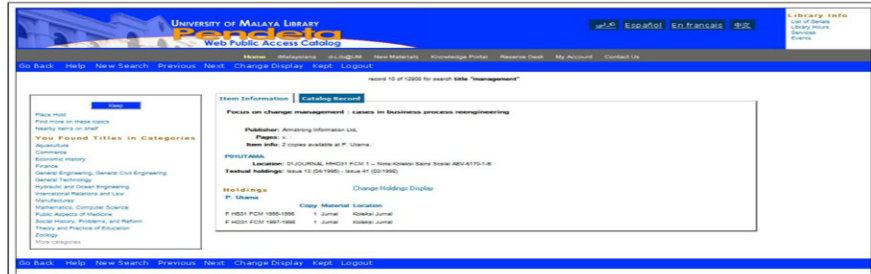 UNIVERSITY OF MALAYA LIBRARY
Pendeta
Web Public Access Catalog
Español En francais 中文
Library Info
List of Serials
Library Hours
Services
Events
Home iMalaysiana New Materials Knowledge Portal Reserve Desk My Account Contact Us
Go Back Help New Search Previous Next Change Display Kept Logout
record 10 of for search title "management"
Keep
Place Hold
Find more on these topics
Nearby items on shelf
You Found Titles in Categories
Aquaculture
Commerce
Economic History
Finance
General Engineering, General Civil Engineering
General Technology
Hydraulic and Ocean Engineering
International Relations and Law
Manufactures
Mathematics, Computer Science
Public Aspects of Medicine
Social History, Problems, and Reform
Theory and Practice of Education
Zoology
More categories
Item Information Catalog Record
Focus on change management : cases in business process reengineering
Publisher: Armstrong Information Ltd,
Pages: v. ;
Item info: 2 copies available at P. Utama.
Location:
Textual holdings: Issue 13 - Issue 41
Holdings Change Holdings Display
P. Utama
Copy Material Location
1 Jurnal Koleksi Jurnal
1 Jurnal Koleksi Jurnal
Go Back Help New Search Previous Next Change Display Kept Logout